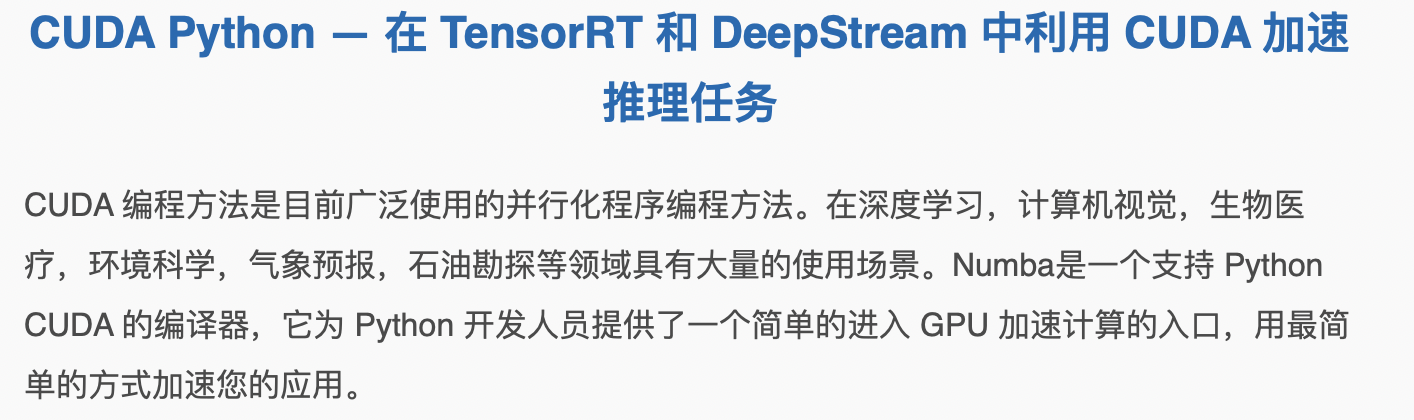 CUDA Python — 在 TensorRT 和 DeepStream 中利用 CUDA 加速
推理任务
CUDA 编程方法是目前广泛使用的并行化程序编程方法。在深度学习，计算机视觉，生物医
疗，环境科学，气象预报，石油勘探等领域具有大量的使用场景。Numba是一个支持 Python
CUDA 的编译器，它为 Python 开发人员提供了一个简单的进入 GPU 加速计算的入口，用最简
单的方式加速您的应用。